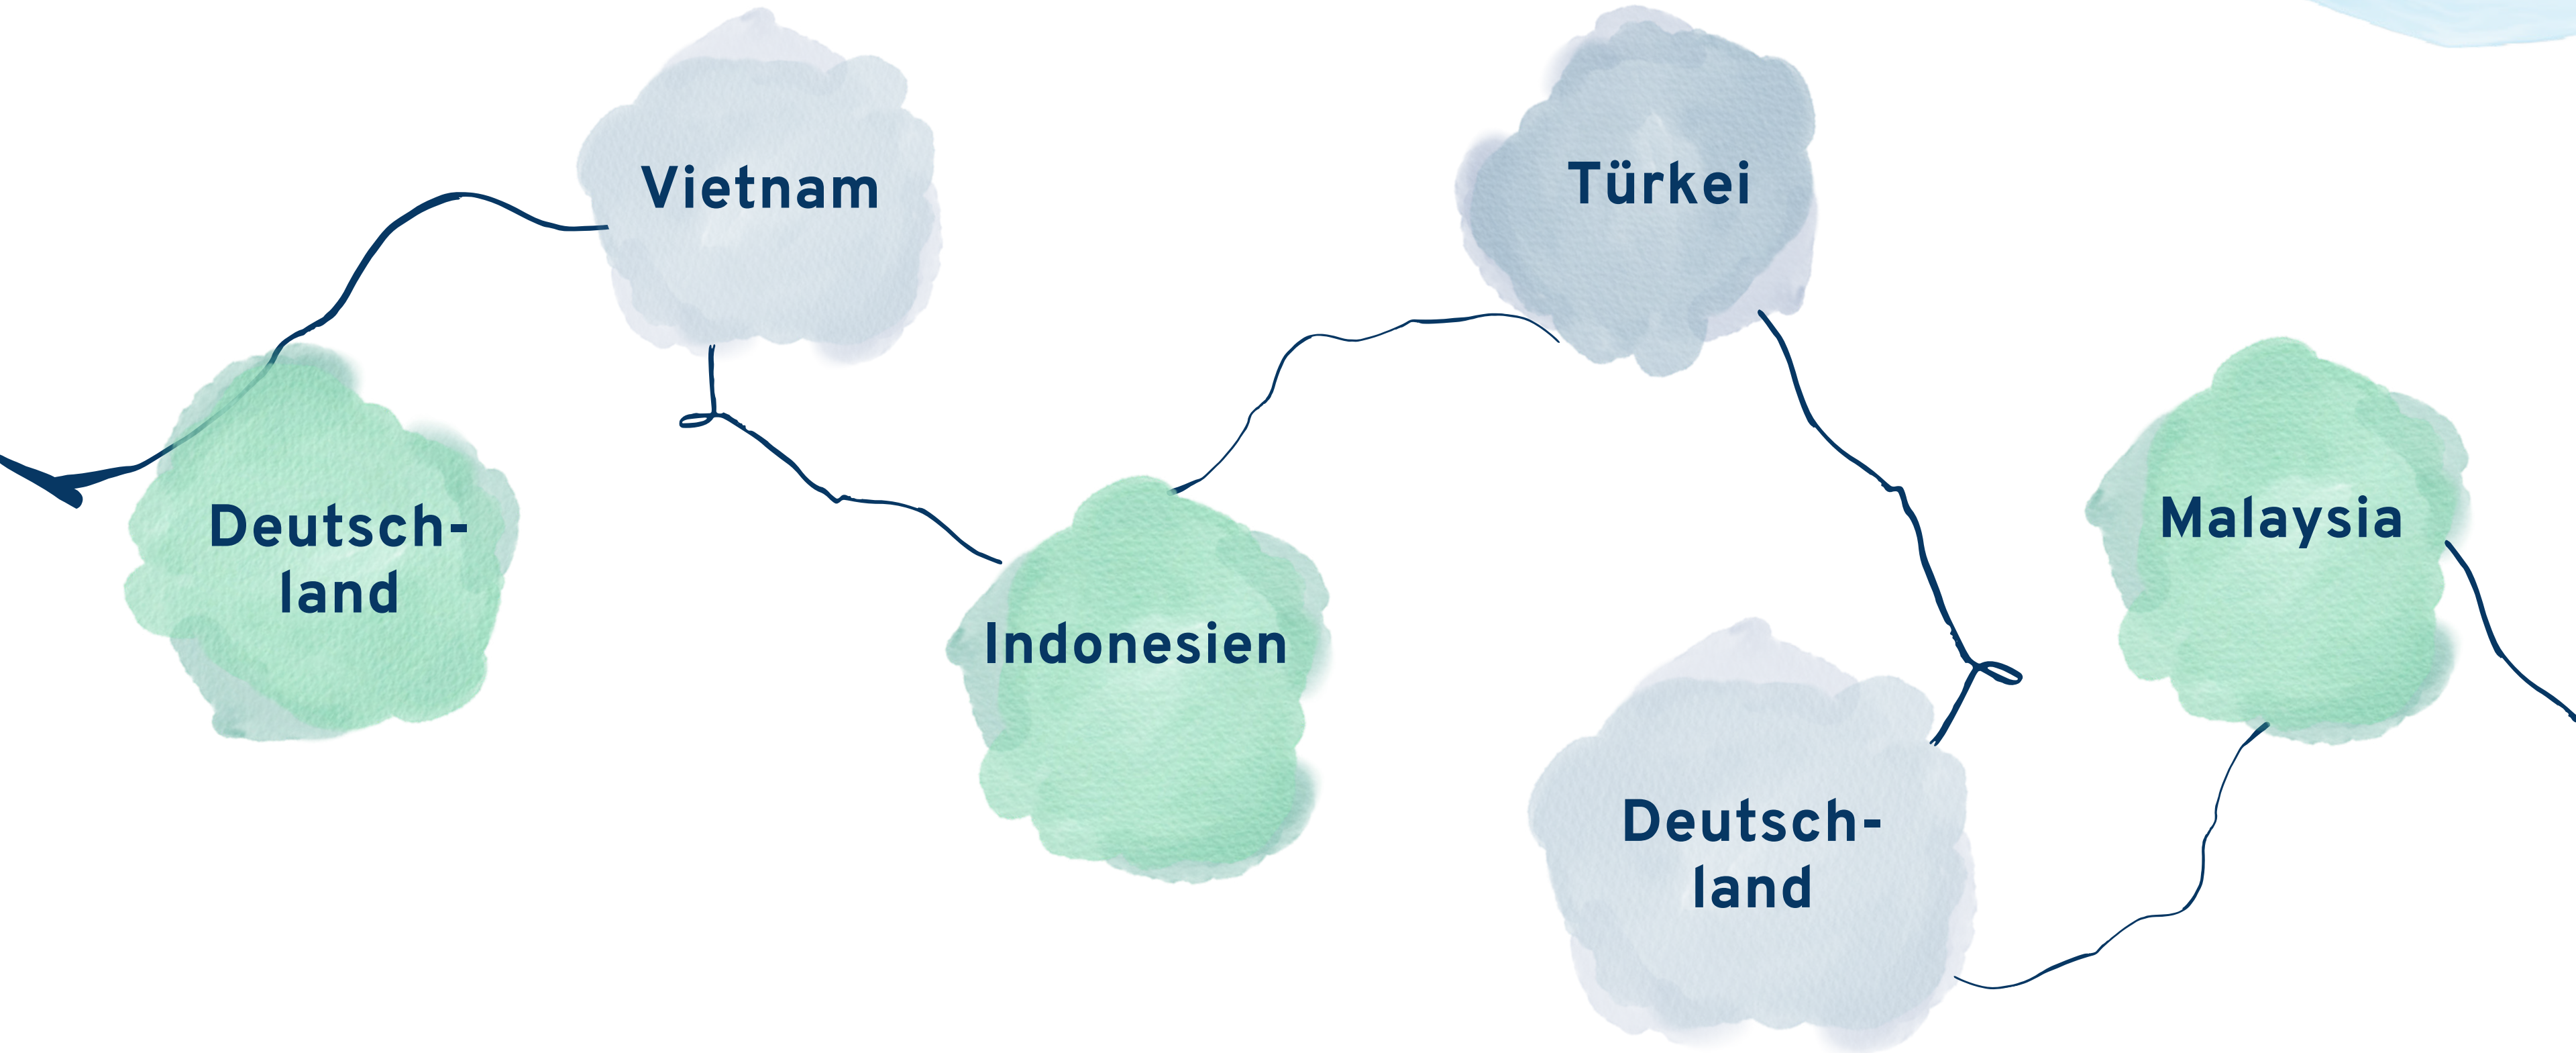 Deutsch-
land
Vietnam
Indonesien
Türkei
Deutsch-
land
Malaysia